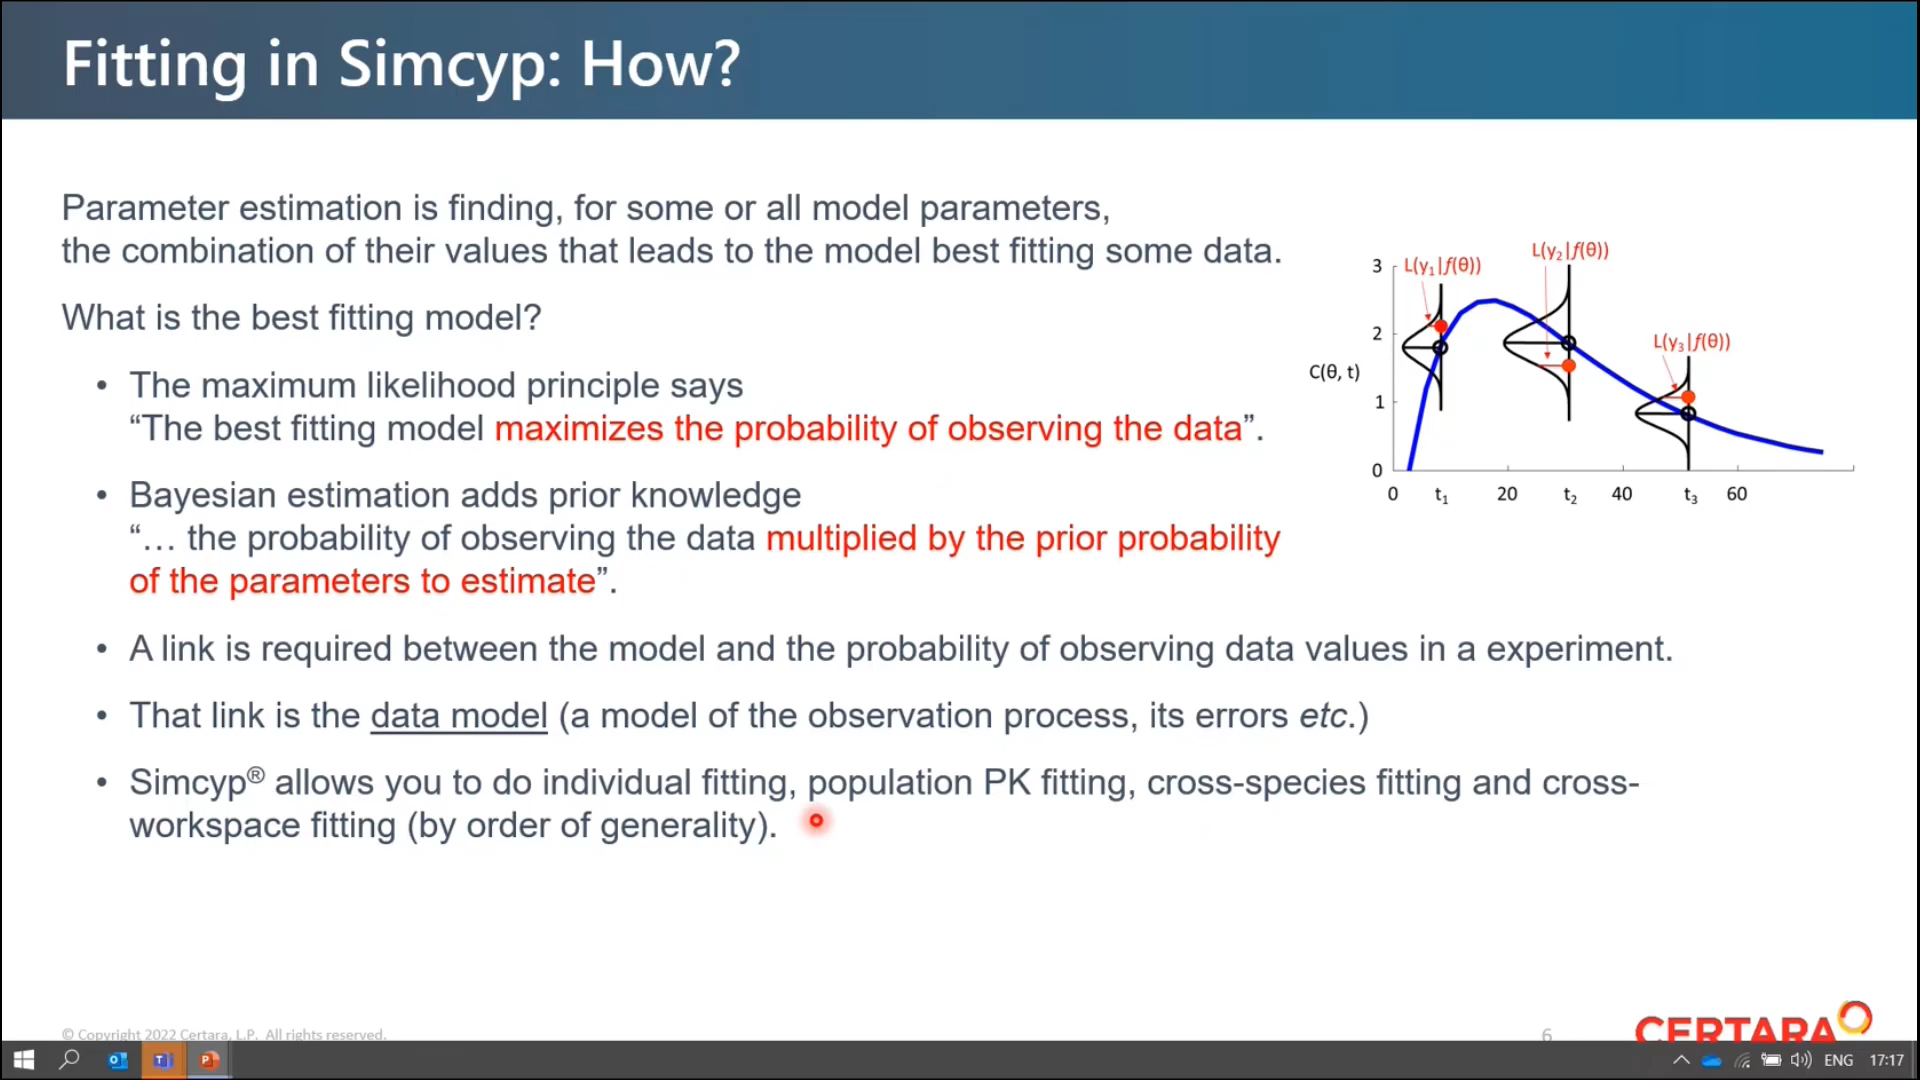 Fitting in Simcyp: How?
Parameter estimation is finding, for some or all model parameters,
the combination of their values that leads to the model best fitting some data.
What is the best fitting model?
• The maximum likelihood principle says
“The best fitting model maximizes the probability of observing the data”.
• Bayesian estimation adds prior knowledge
“… the probability of observing the data multiplied by the prior probability
of the parameters to estimate”.
• A link is required between the model and the probability of observing data values in a experiment.
• That link is the data model (a model of the observation process, its errors etc.)
• Simcyp® allows you to do individual fitting, population PK fitting, cross-species fitting and cross-
workspace fitting (by order of generality).
L(y₁|f(θ))
L(y₂|f(θ))
L(y₃|f(θ))
C(θ, t)
3
2
1
0
0 t₁ 20 t₂ 40 t₃ 60
© Copyright 2022 Certara, L.P. All rights reserved.
6
CERTARA
ENG 17:17